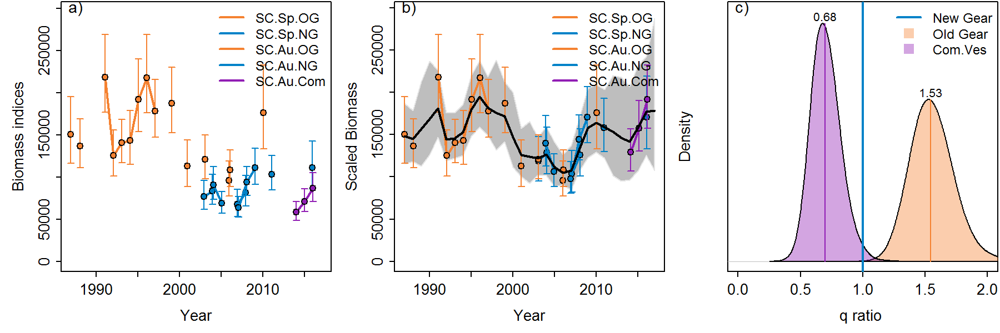 a)
SC.Sp.OG
SC.Sp.NG
SC.Au.OG
SC.Au.NG
SC.Au.Com
Biomass indices
0
50000
150000
250000
1990
2000
2010
Year
b)
SC.Sp.OG
SC.Sp.NG
SC.Au.OG
SC.Au.NG
SC.Au.Com
Scaled Biomass
0
50000
150000
250000
1990
2000
2010
Year
c)
0.68
1.53
New Gear
Old Gear
Com.Ves
Density
0.0
0.5
1.0
1.5
2.0
q ratio